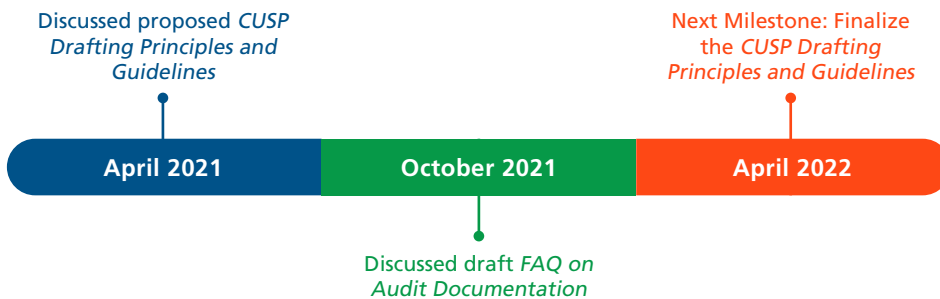 Discussed proposed CUSP
Drafting Principles and
Guidelines
Next Milestone: Finalize
the CUSP Drafting
Principles and Guidelines
April 2021
October 2021
April 2022
Discussed draft FAQ on
Audit Documentation